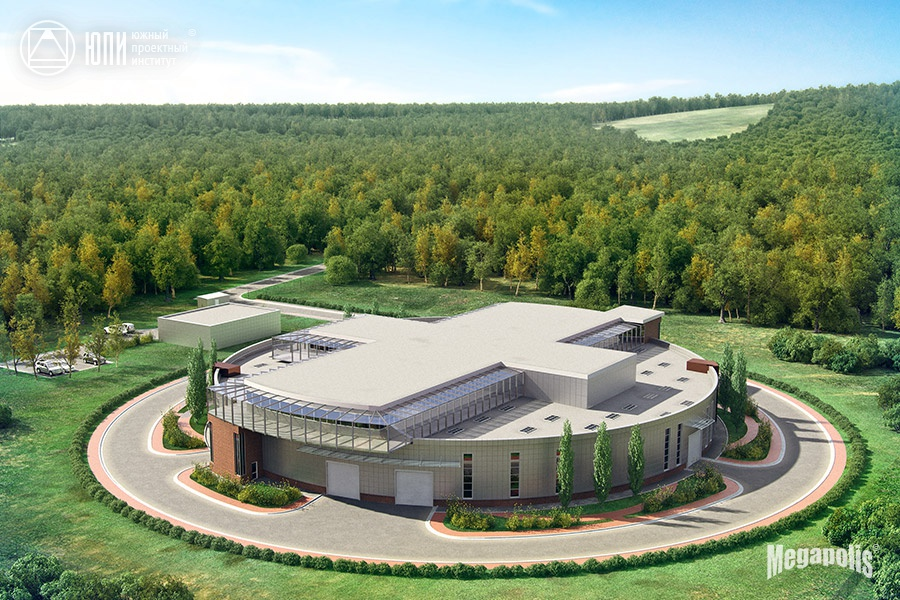 ЮПИ
южный
проектный
институт
Megapolis